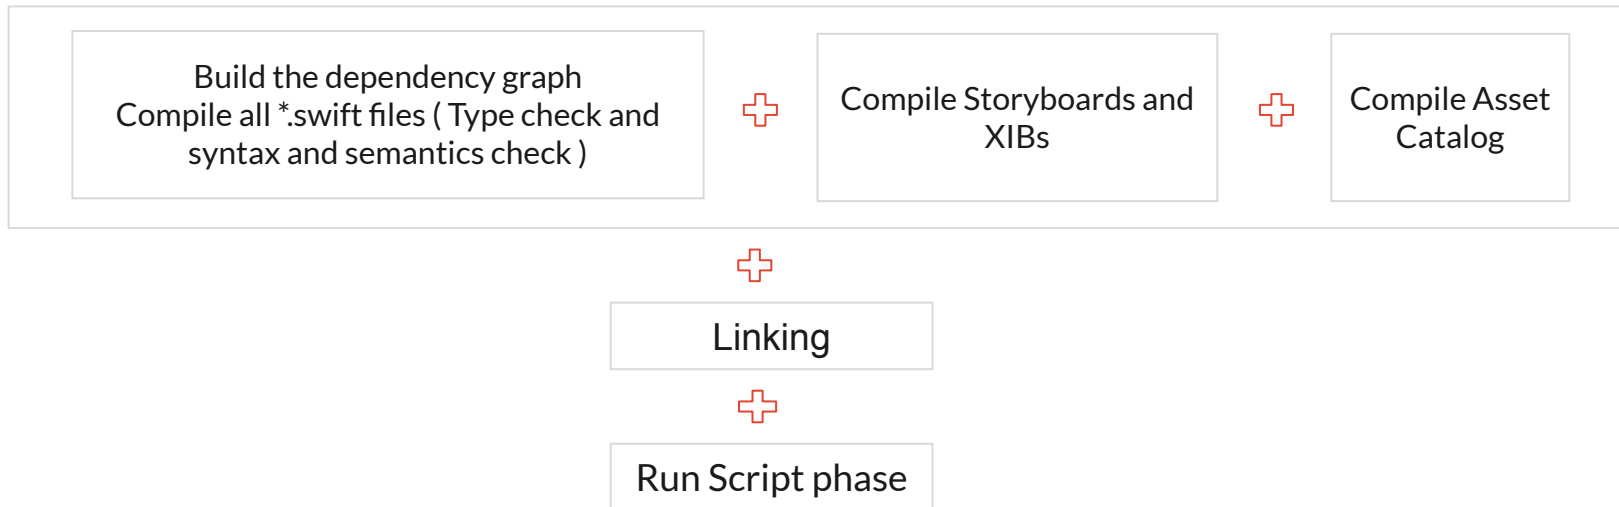 Build the dependency graph
Compile all *.swift files ( Type check and
syntax and semantics check )
Compile Storyboards and
XIBs
Compile Asset
Catalog
Linking
Run Script phase